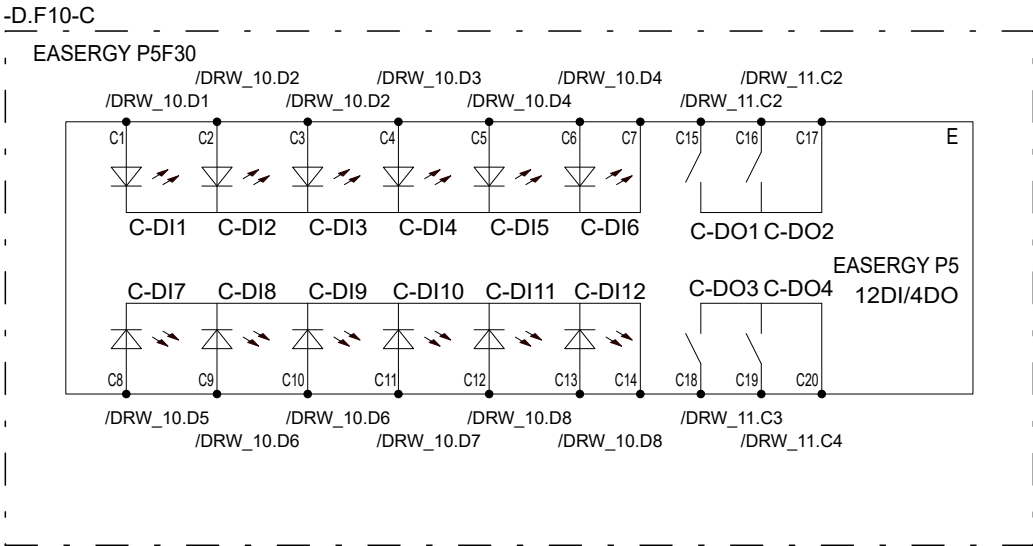 -D.F10-C
EASERGY P5F30
/DRW_10.D2 /DRW_10.D3 /DRW_10.D4 /DRW_11.C2
/DRW_10.D1 /DRW_10.D2 /DRW_10.D4 /DRW_11.C2
C1 C2 C3 C4 C5 C6 C7 C15 C16 C17 E
C-DI1 C-DI2 C-DI3 C-DI4 C-DI5 C-DI6 C-DO1 C-DO2
EASERGY P5
C-DI7 C-DI8 C-DI9 C-DI10 C-DI11 C-DI12 C-DO3 C-DO4
12DI/4DO
C8 C9 C10 C11 C12 C13 C14 C18 C19 C20
/DRW_10.D5 /DRW_10.D6 /DRW_10.D8 /DRW_11.C3
/DRW_10.D6 /DRW_10.D7 /DRW_10.D8 /DRW_11.C4